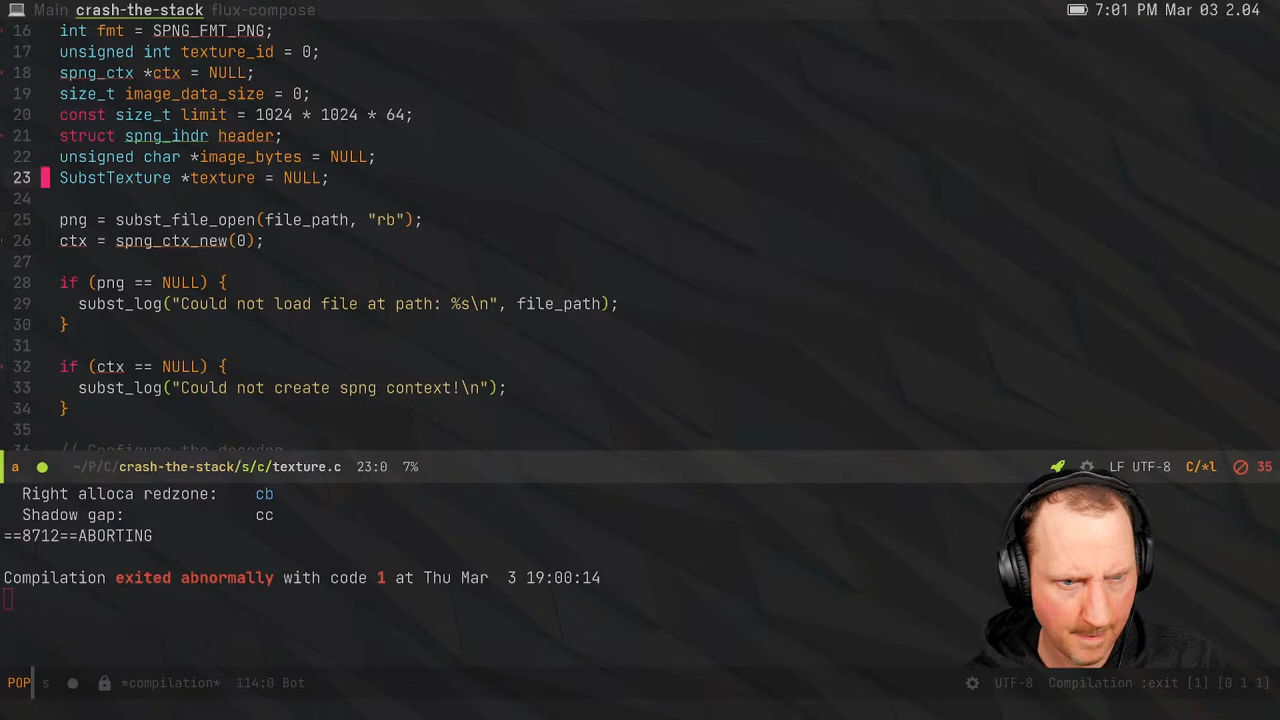 Main crash-the-stack flux-compose 7:01 PM Mar 03 2.04
16 int fmt = SPNG_FMT_PNG;
17 unsigned int texture_id = 0;
18 spng_ctx *ctx = NULL;
19 size_t image_data_size = 0;
20 const size_t limit = 1024 * 1024 * 64;
21 struct spng_ihdr header;
22 unsigned char *image_bytes = NULL;
23 SubstTexture *texture = NULL;
24
25 png = subst_file_open(file_path, "rb");
26 ctx = spng_ctx_new(0);
27
28 if (png == NULL) {
29 subst_log("Could not load file at path: %s\n", file_path);
30 }
31
32 if (ctx == NULL) {
33 subst_log("Could not create spng context!\n");
34 }
35
36 // Configure the decoder
a ~/P/C/crash-the-stack/s/c/texture.c 23:0 7% LF UTF-8 C/*l 35
Right alloca redzone: cb
Shadow gap: cc
==8712==ABORTING
Compilation exited abnormally with code 1 at Thu Mar 3 19:00:14
POP s *compilation* 114:0 Bot UTF-8 Compilation :exit [1] [0 1 1]